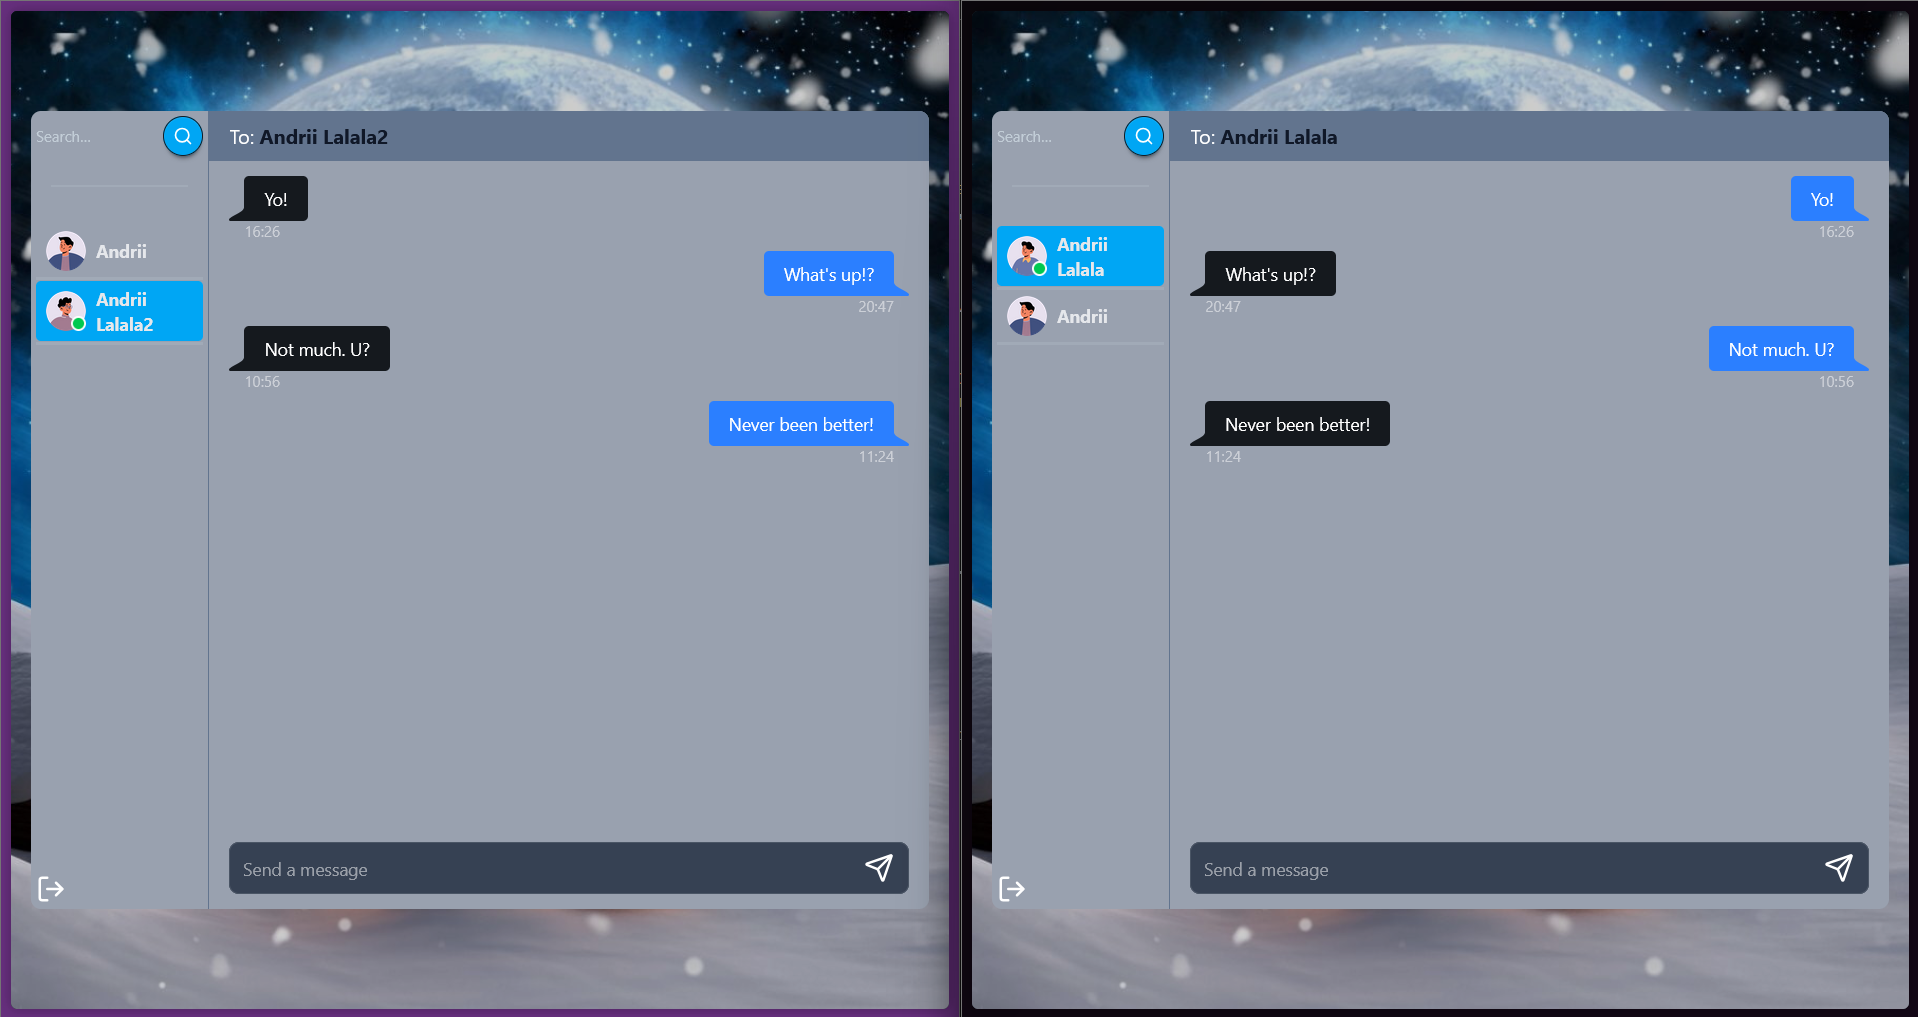 Search...
To: Andrii Lalala2
Andrii
Andrii
Lalala2
Yo!
16:26
What's up!?
20:47
Not much. U?
10:56
Never been better!
11:24
Send a message
Search...
To: Andrii Lalala
Andrii
Lalala
Andrii
Yo!
16:26
What's up!?
20:47
Not much. U?
10:56
Never been better!
11:24
Send a message